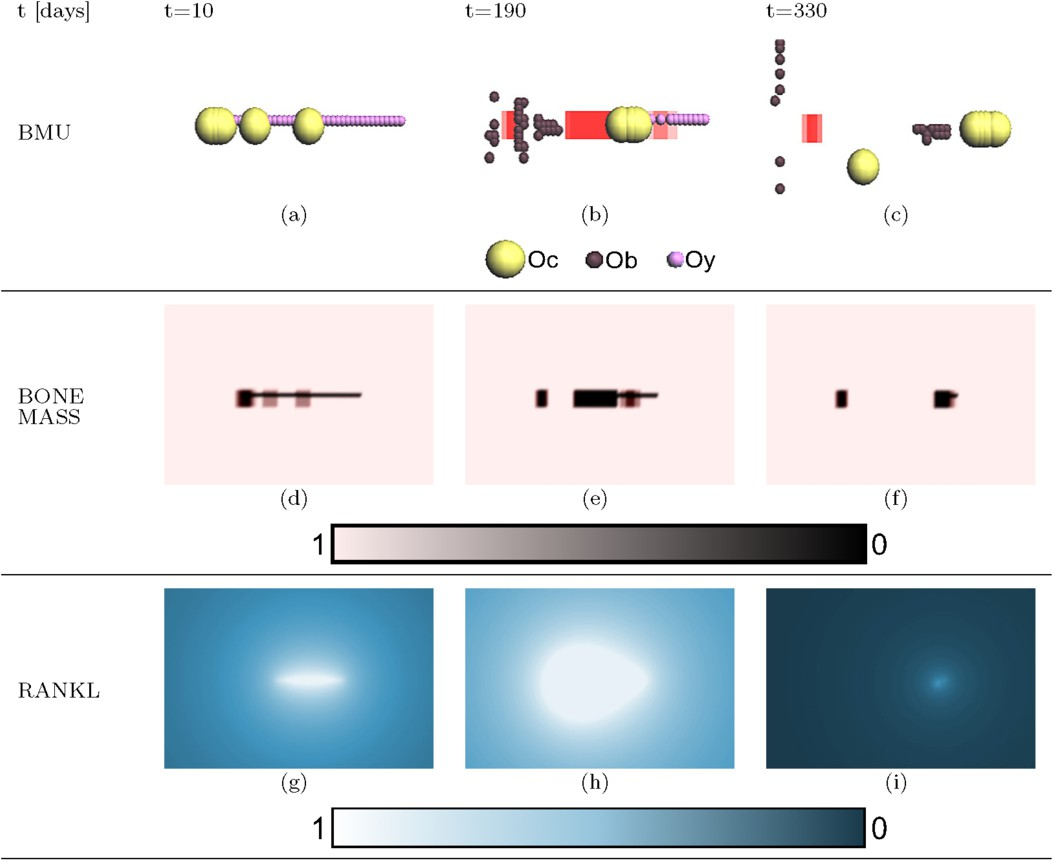 t [days] t=10 t=190 t=330
BMU
(a) (b) (c)
Oc Ob Oy
BONE
MASS
(d) (e) (f)
1 0
RANKL
(g) (h) (i)
1 0